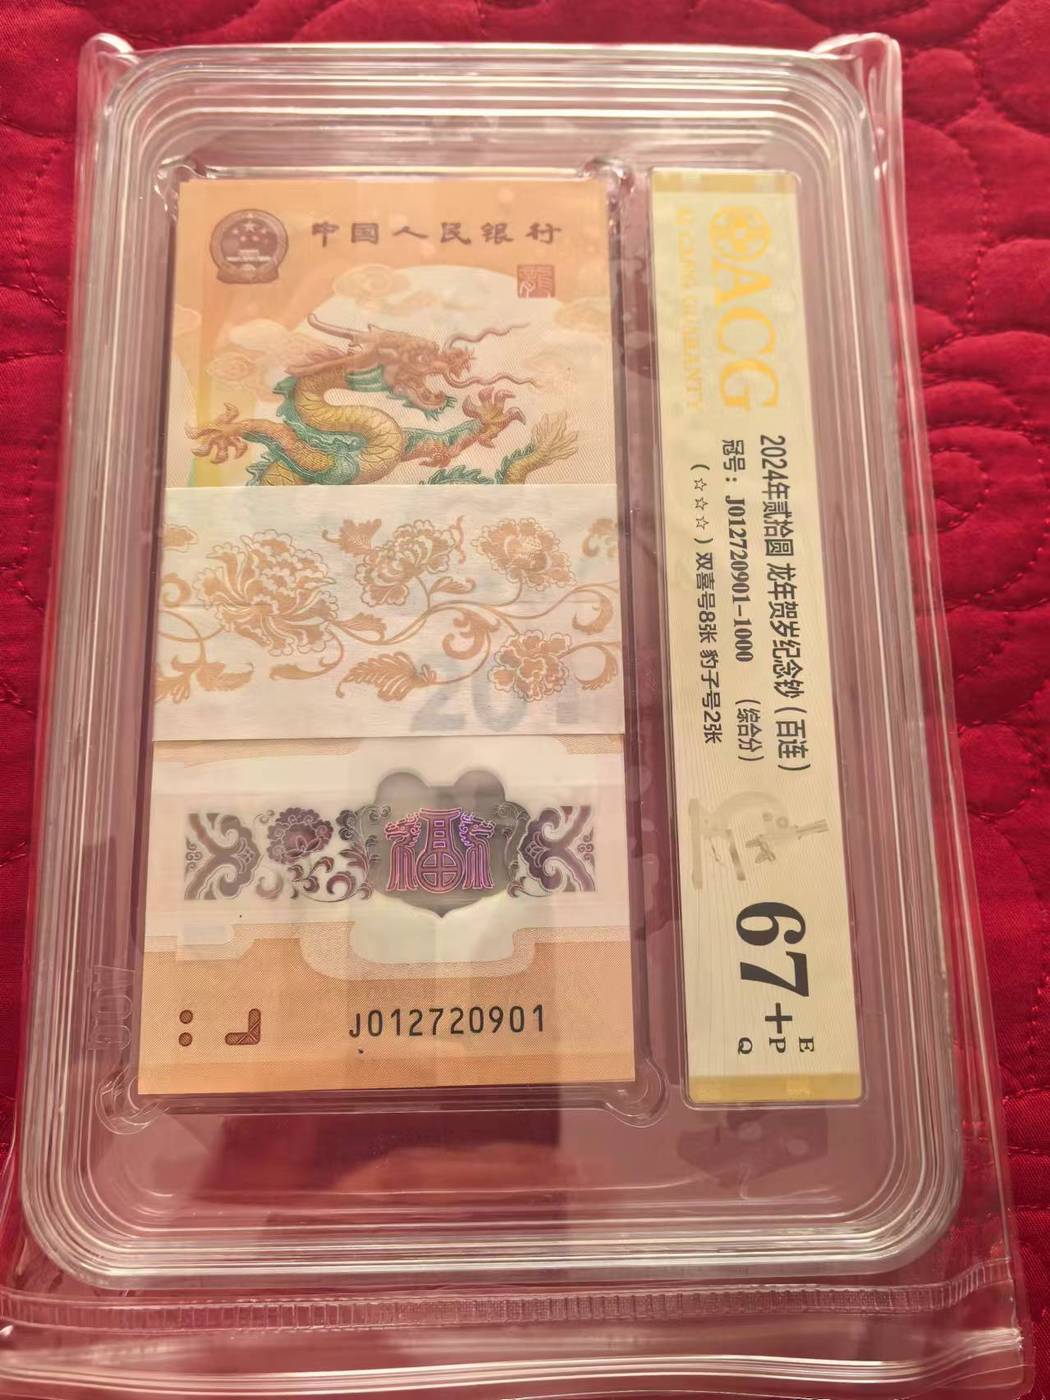 中国人民银行
J012720901
ACG
AI CANG GUARANTY
2024年贰拾圆 龙年贺岁纪念钞（百连）
冠号：J012720901-1000 （综合分）
（☆☆☆）双喜号8张 豹子号2张
67+EPQ